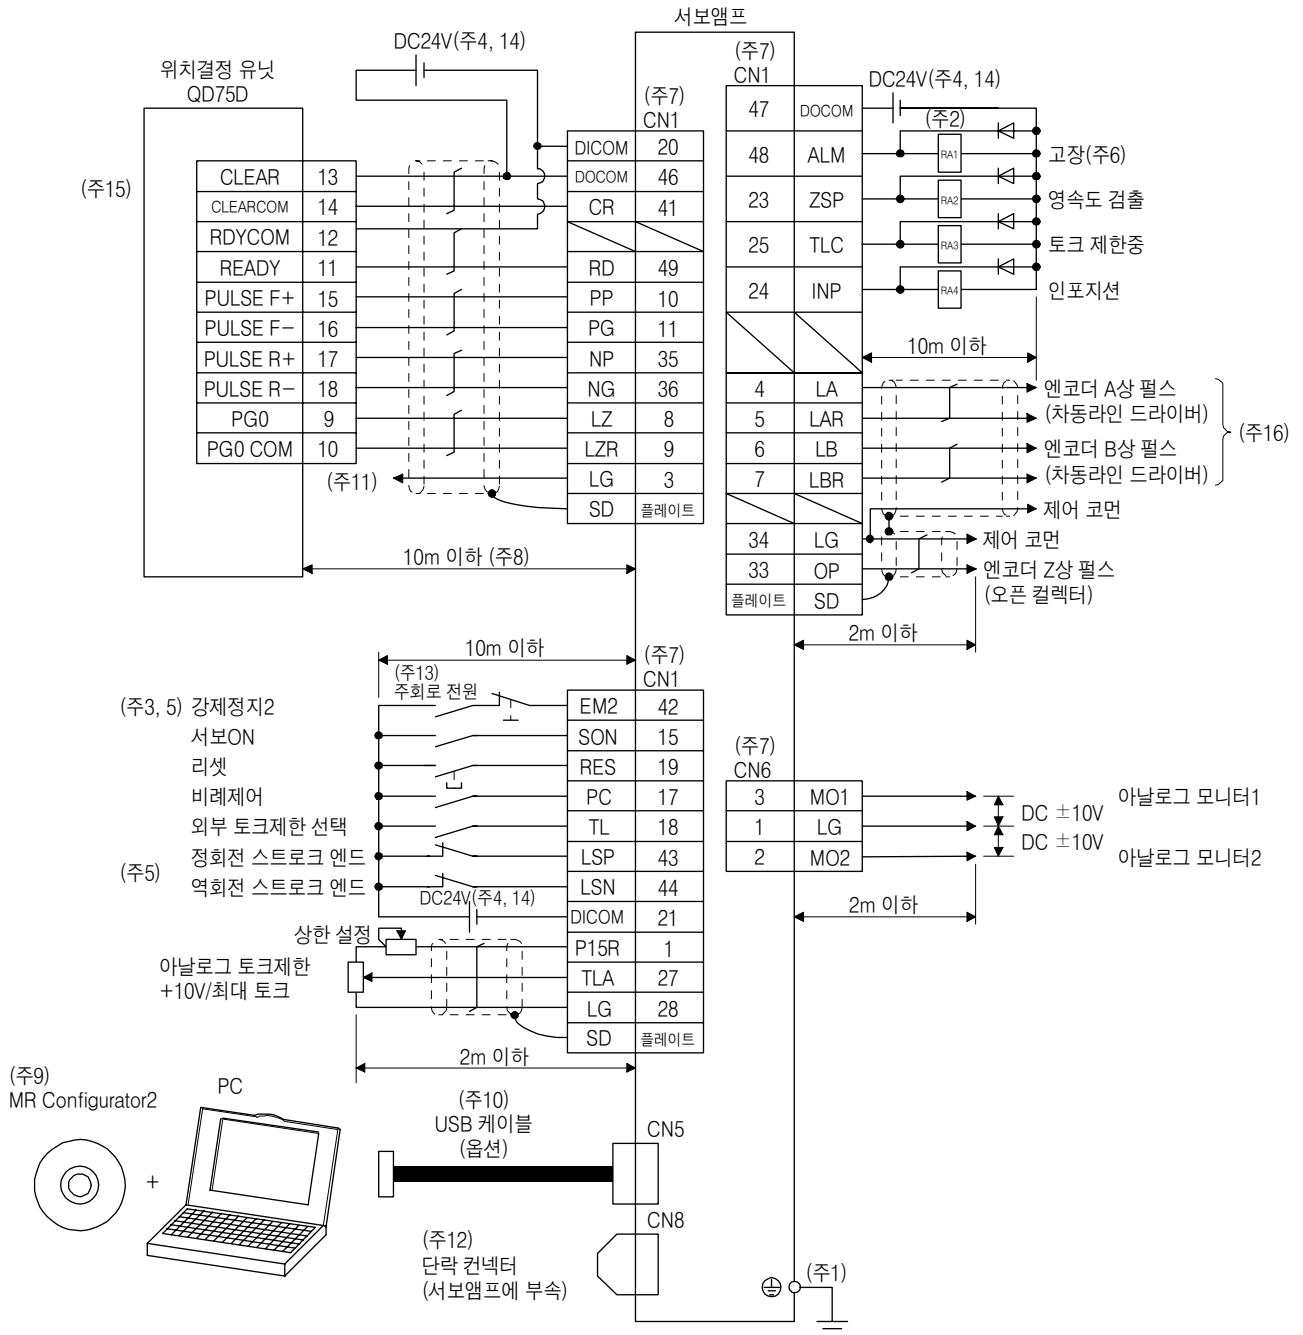 서보앰프
DC24V(주4, 14)
위치결정 유닛
QD75D
(주15)
(주7)
CN1
CLEAR 13
CLEARCOM 14
RDYCOM 12
READY 11
PULSE F+ 15
PULSE F− 16
PULSE R+ 17
PULSE R− 18
PG0 9
PG0 COM 10
DICOM 20
DOCOM 46
CR 41
RD 49
PP 10
PG 11
NP 35
NG 36
LZ 8
LZR 9
LG 3
SD 플레이트
(주11)
10m 이하 (주8)
(주7)
CN1
DC24V(주4, 14)
(주2)
47 DOCOM
48 ALM RA1 고장(주6)
23 ZSP RA2 영속도 검출
25 TLC RA3 토크 제한중
24 INP RA4 인포지션
10m 이하
4 LA 엔코더 A상 펄스
5 LAR (차동라인 드라이버)
6 LB 엔코더 B상 펄스
7 LBR (차동라인 드라이버)
(주16)
제어 코먼
34 LG 제어 코먼
33 OP 엔코더 Z상 펄스
(오픈 컬렉터)
플레이트 SD
2m 이하
10m 이하
(주7)
CN1
(주13)
주회로 전원
(주3, 5) 강제정지2 EM2 42
서보ON SON 15
리셋 RES 19
비례제어 PC 17
외부 토크제한 선택 TL 18
정회전 스트로크 엔드 LSP 43
(주5)
역회전 스트로크 엔드 LSN 44
DC24V(주4, 14)
DICOM 21
상한 설정
P15R 1
아날로그 토크제한
+10V/최대 토크
TLA 27
LG 28
SD 플레이트
2m 이하
(주7)
CN6
3 MO1 아날로그 모니터1
DC ±10V
1 LG
DC ±10V
2 MO2 아날로그 모니터2
2m 이하
(주9)
MR Configurator2
+
PC
(주10)
USB 케이블
(옵션)
CN5
CN8
(주12)
단락 컨넥터
(서보앰프에 부속)
(주1)